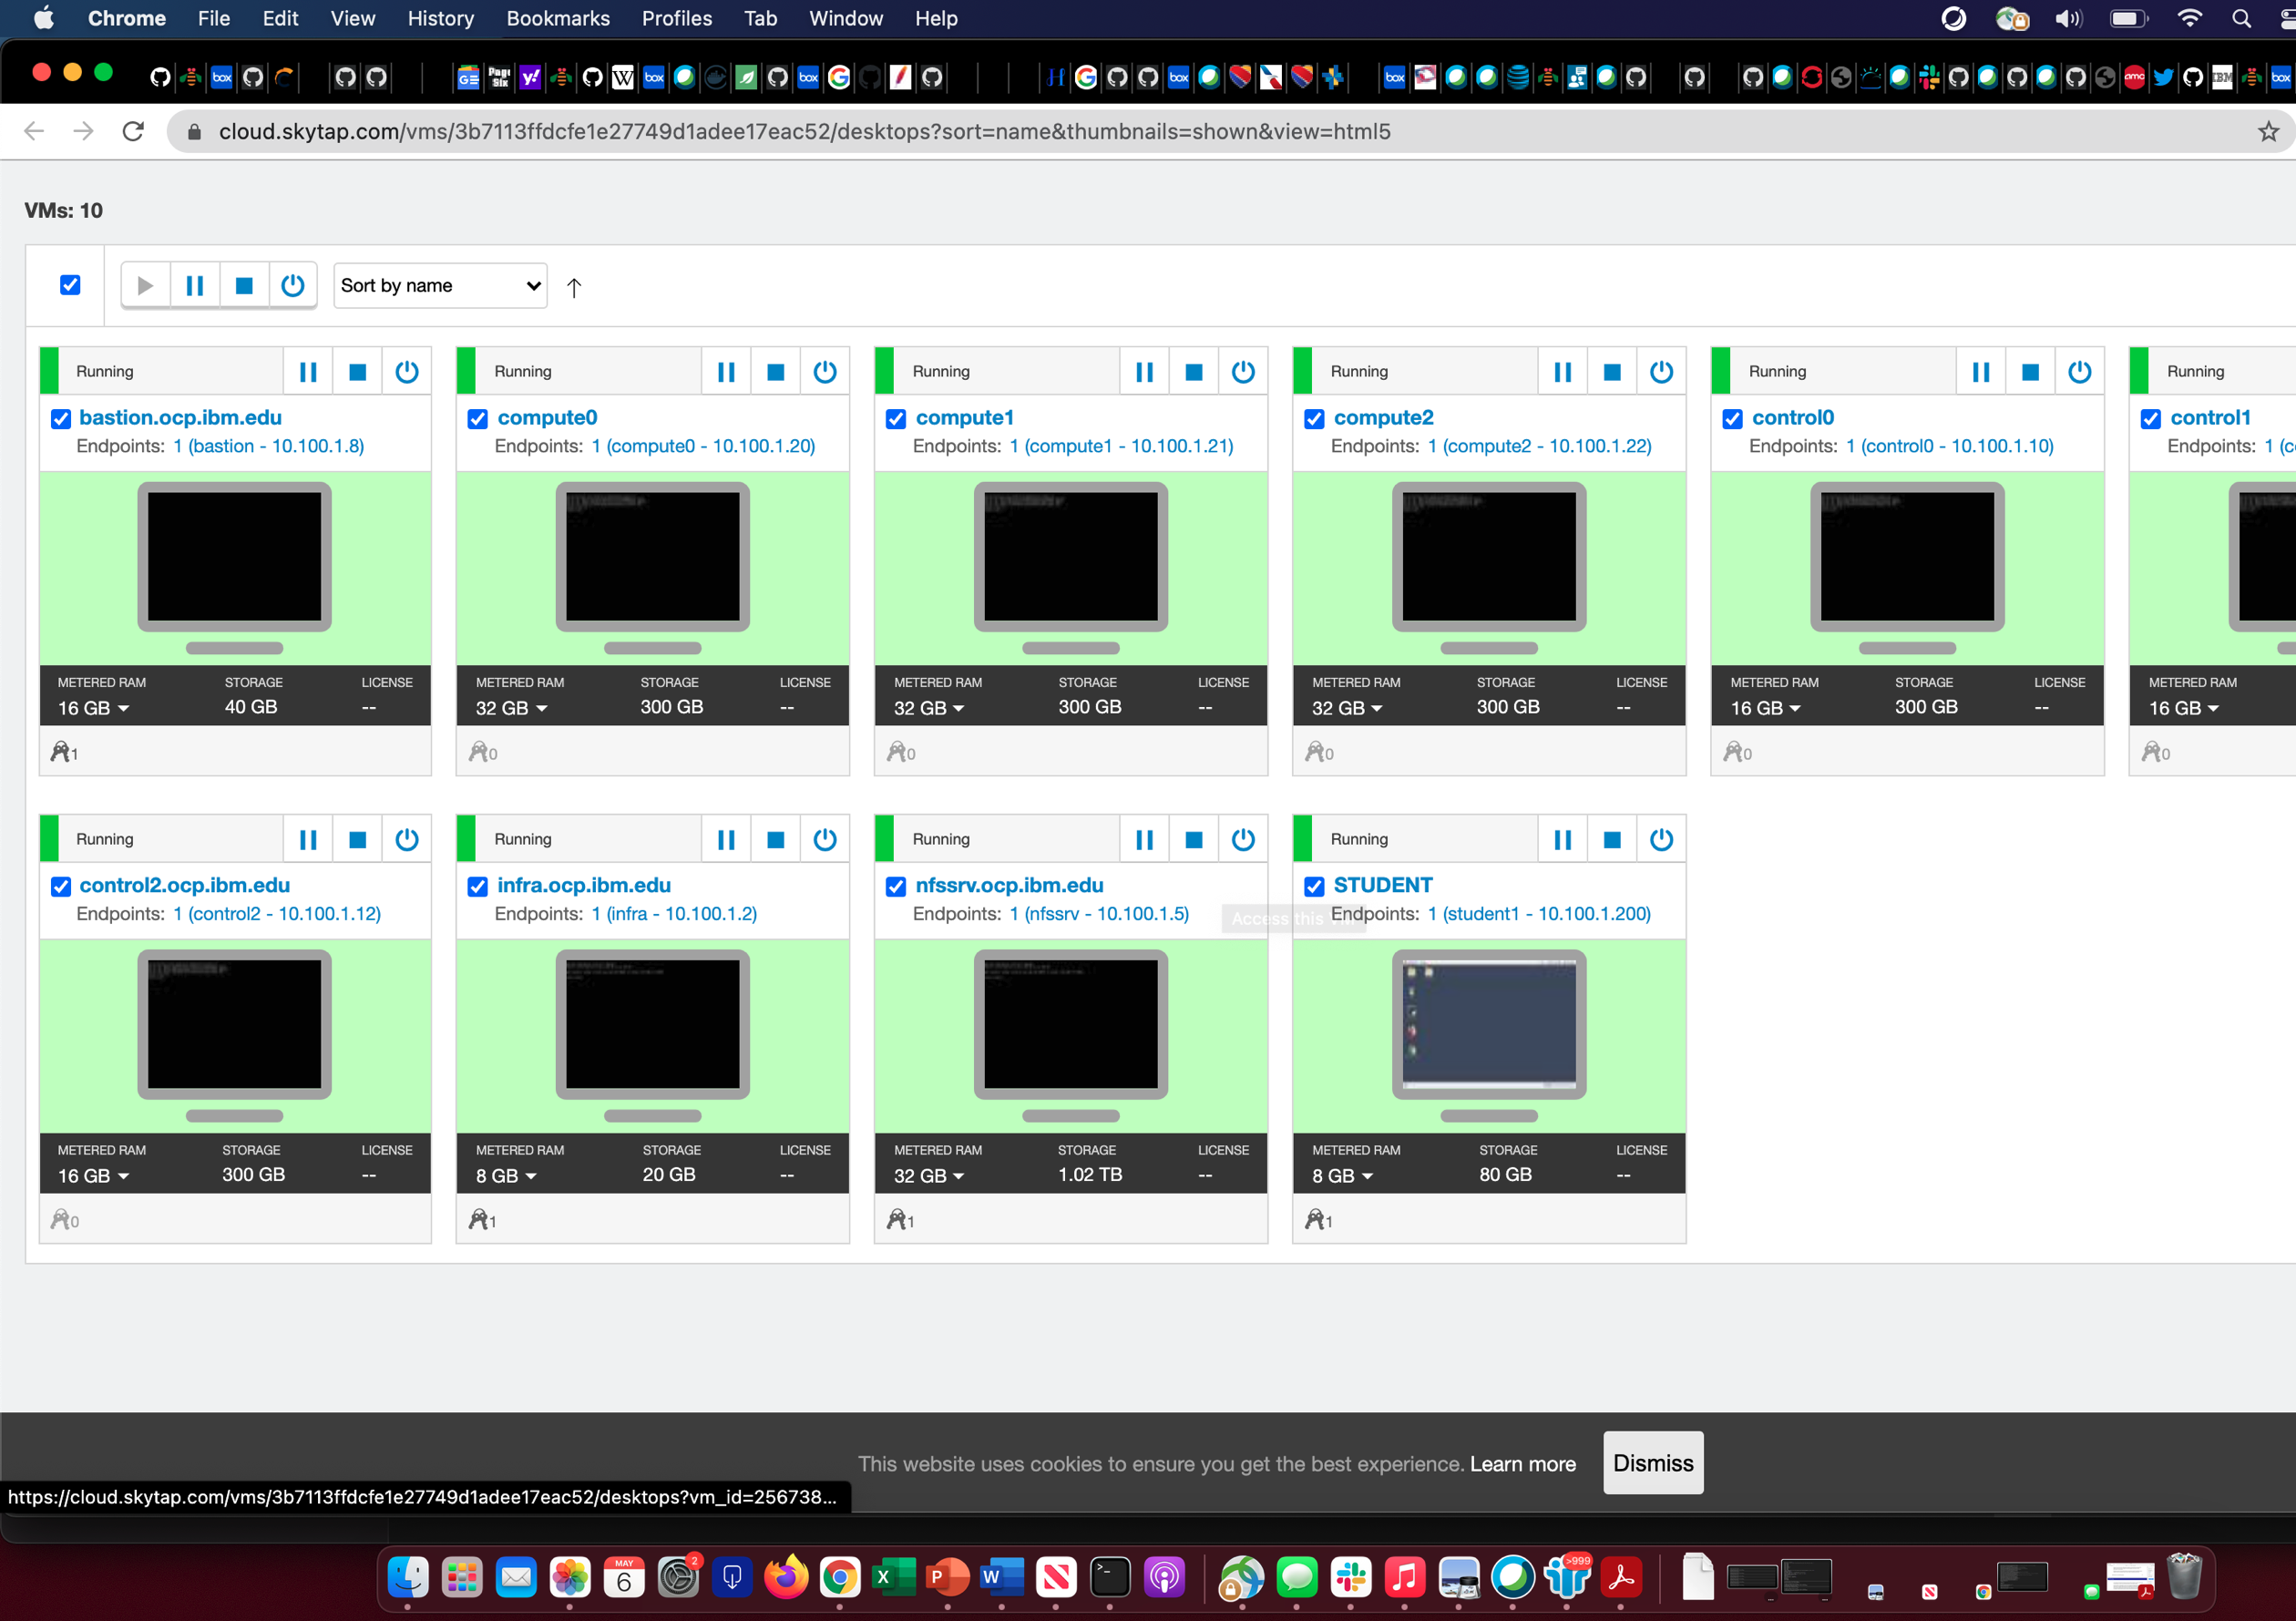 Chrome File Edit View History Bookmarks Profiles Tab Window Help
cloud.skytap.com/vms/3b7113ffdcfe1e27749d1adee17eac52/desktops?sort=name&thumbnails=shown&view=html5
VMs: 10
Sort by name
Running Running Running Running Running Running
bastion.ocp.ibm.edu compute0 compute1 compute2 control0 control1
Endpoints: 1 (bastion - 10.100.1.8) Endpoints: 1 (compute0 - 10.100.1.20) Endpoints: 1 (compute1 - 10.100.1.21) Endpoints: 1 (compute2 - 10.100.1.22) Endpoints: 1 (control0 - 10.100.1.10) Endpoints: 1 (c
METERED RAM STORAGE LICENSE METERED RAM STORAGE LICENSE METERED RAM STORAGE LICENSE METERED RAM STORAGE LICENSE METERED RAM STORAGE LICENSE METERED RAM
16 GB 40 GB -- 32 GB 300 GB -- 32 GB 300 GB -- 32 GB 300 GB -- 16 GB 300 GB -- 16 GB
1 0 0 0 0 0
Running Running Running Running
control2.ocp.ibm.edu infra.ocp.ibm.edu nfssrv.ocp.ibm.edu STUDENT
Endpoints: 1 (control2 - 10.100.1.12) Endpoints: 1 (infra - 10.100.1.2) Endpoints: 1 (nfssrv - 10.100.1.5) Access this Endpoints: 1 (student1 - 10.100.1.200)
METERED RAM STORAGE LICENSE METERED RAM STORAGE LICENSE METERED RAM STORAGE LICENSE METERED RAM STORAGE LICENSE
16 GB 300 GB -- 8 GB 20 GB -- 32 GB 1.02 TB -- 8 GB 80 GB --
0 1 1 1
This website uses cookies to ensure you get the best experience. Learn more Dismiss
https://cloud.skytap.com/vms/3b7113ffdcfe1e27749d1adee17eac52/desktops?vm_id=256738...
MAY
6
2
X
P
W
>999